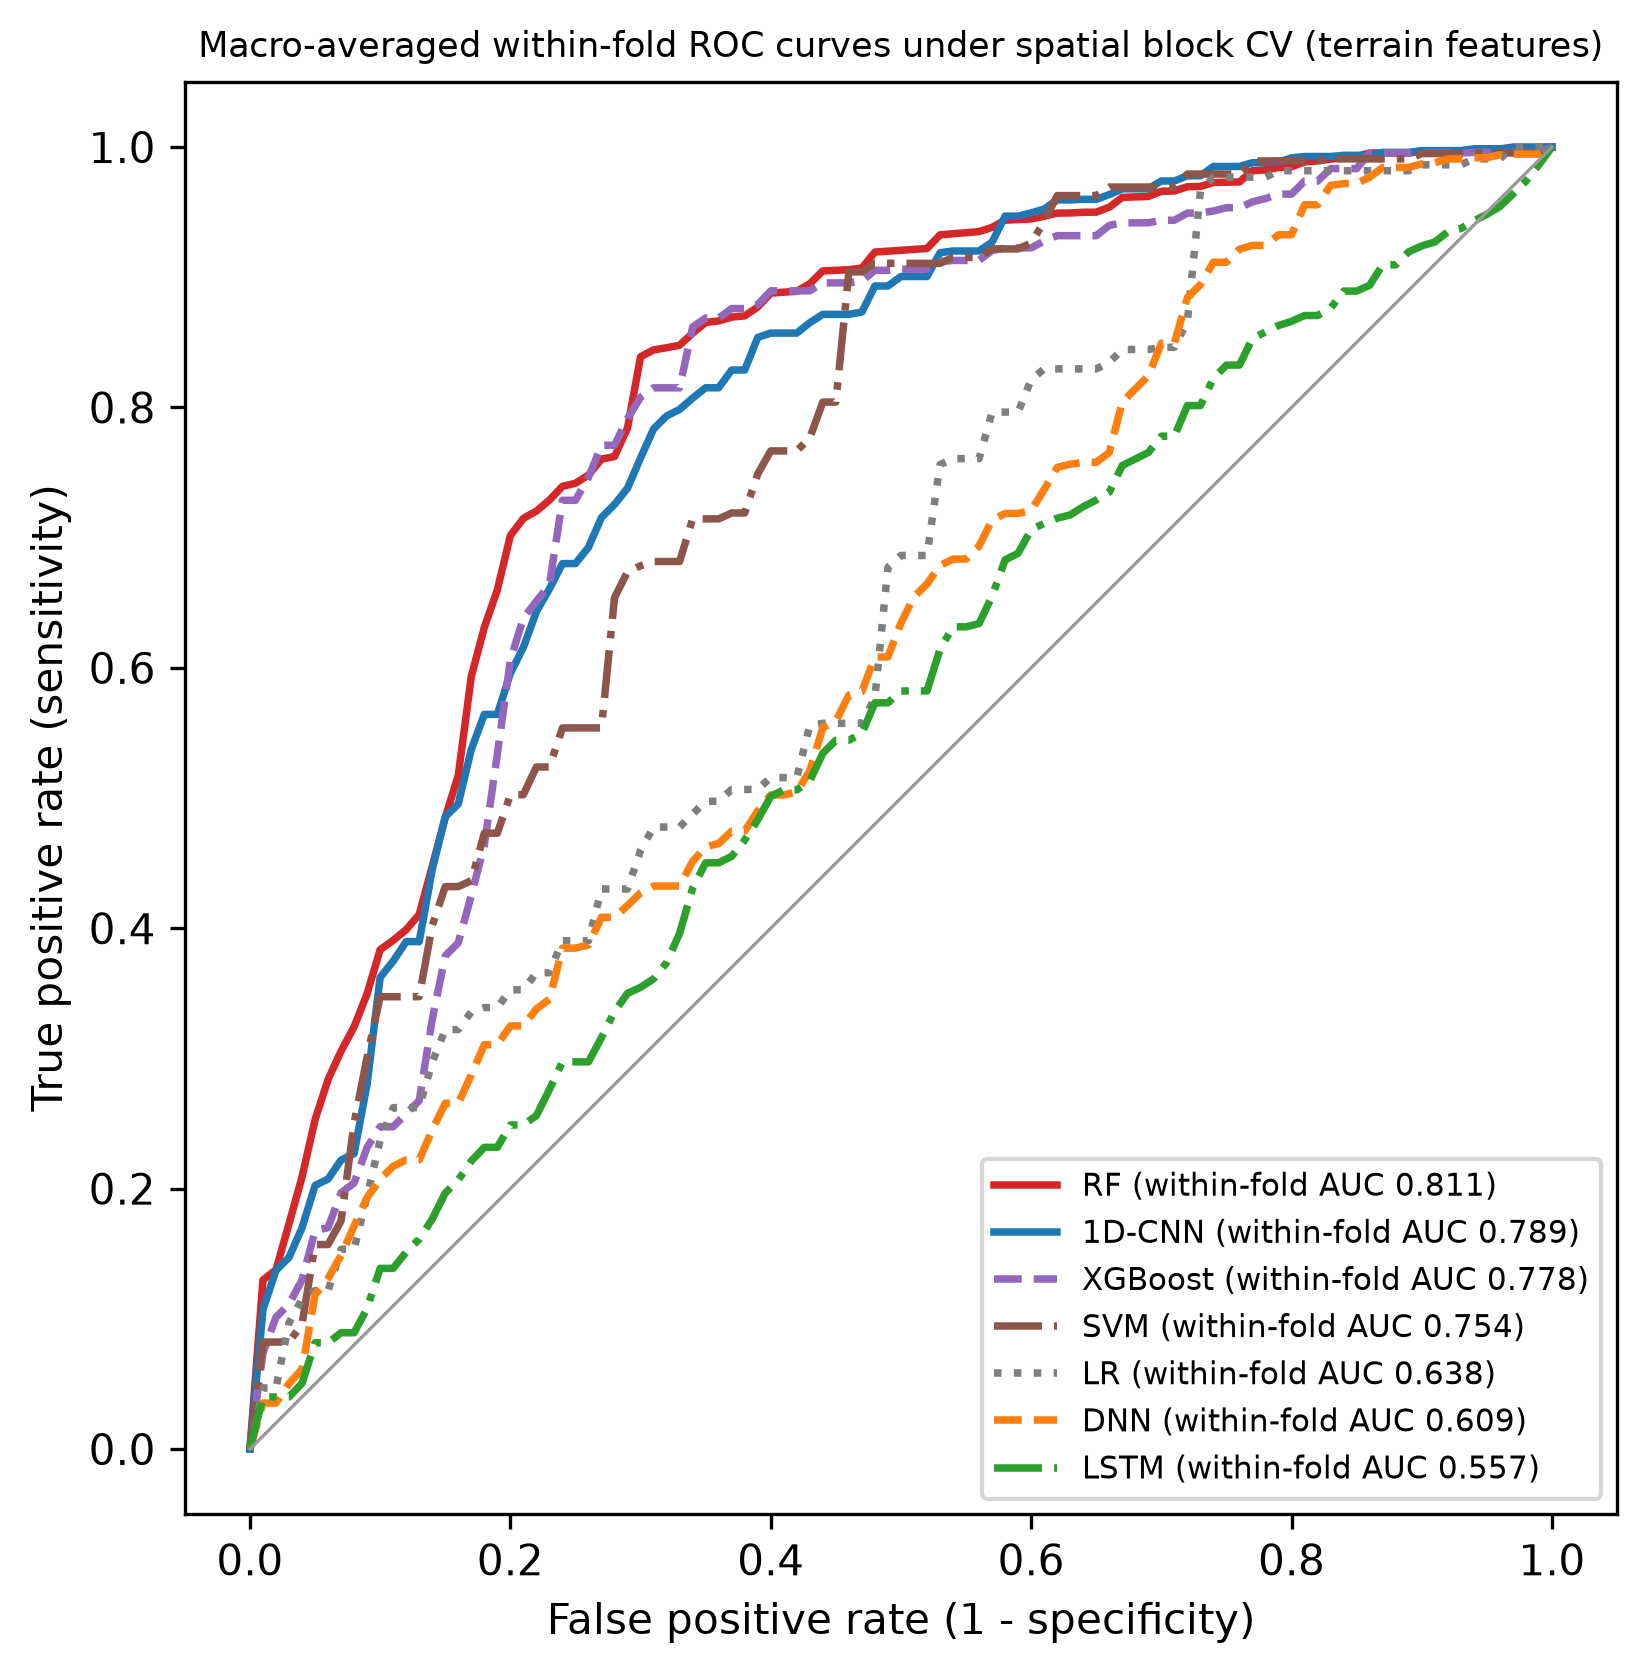 Macro-averaged within-fold ROC curves under spatial block CV (terrain features)
True positive rate (sensitivity)
1.0
0.8
0.6
0.4
0.2
0.0
RF (within-fold AUC 0.811)
1D-CNN (within-fold AUC 0.789)
XGBoost (within-fold AUC 0.778)
SVM (within-fold AUC 0.754)
LR (within-fold AUC 0.638)
DNN (within-fold AUC 0.609)
LSTM (within-fold AUC 0.557)
0.0 0.2 0.4 0.6 0.8 1.0
False positive rate (1 - specificity)